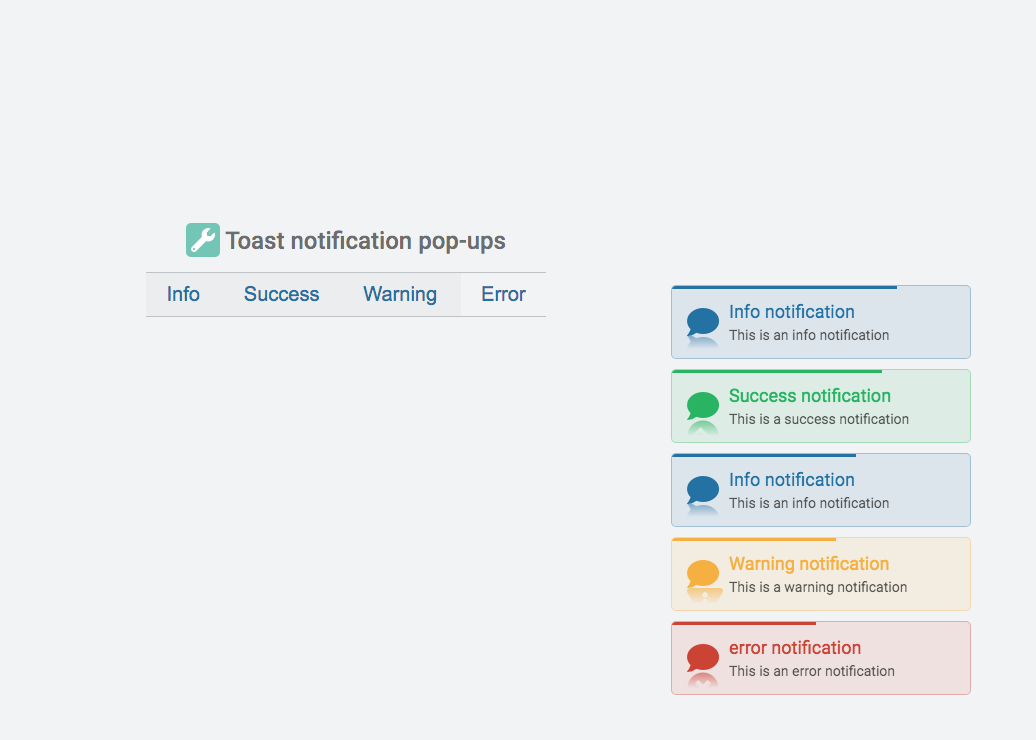 Toast notification pop-ups
Info Success Warning Error
Info notification
This is an info notification
Success notification
This is a success notification
Info notification
This is an info notification
Warning notification
This is a warning notification
error notification
This is an error notification